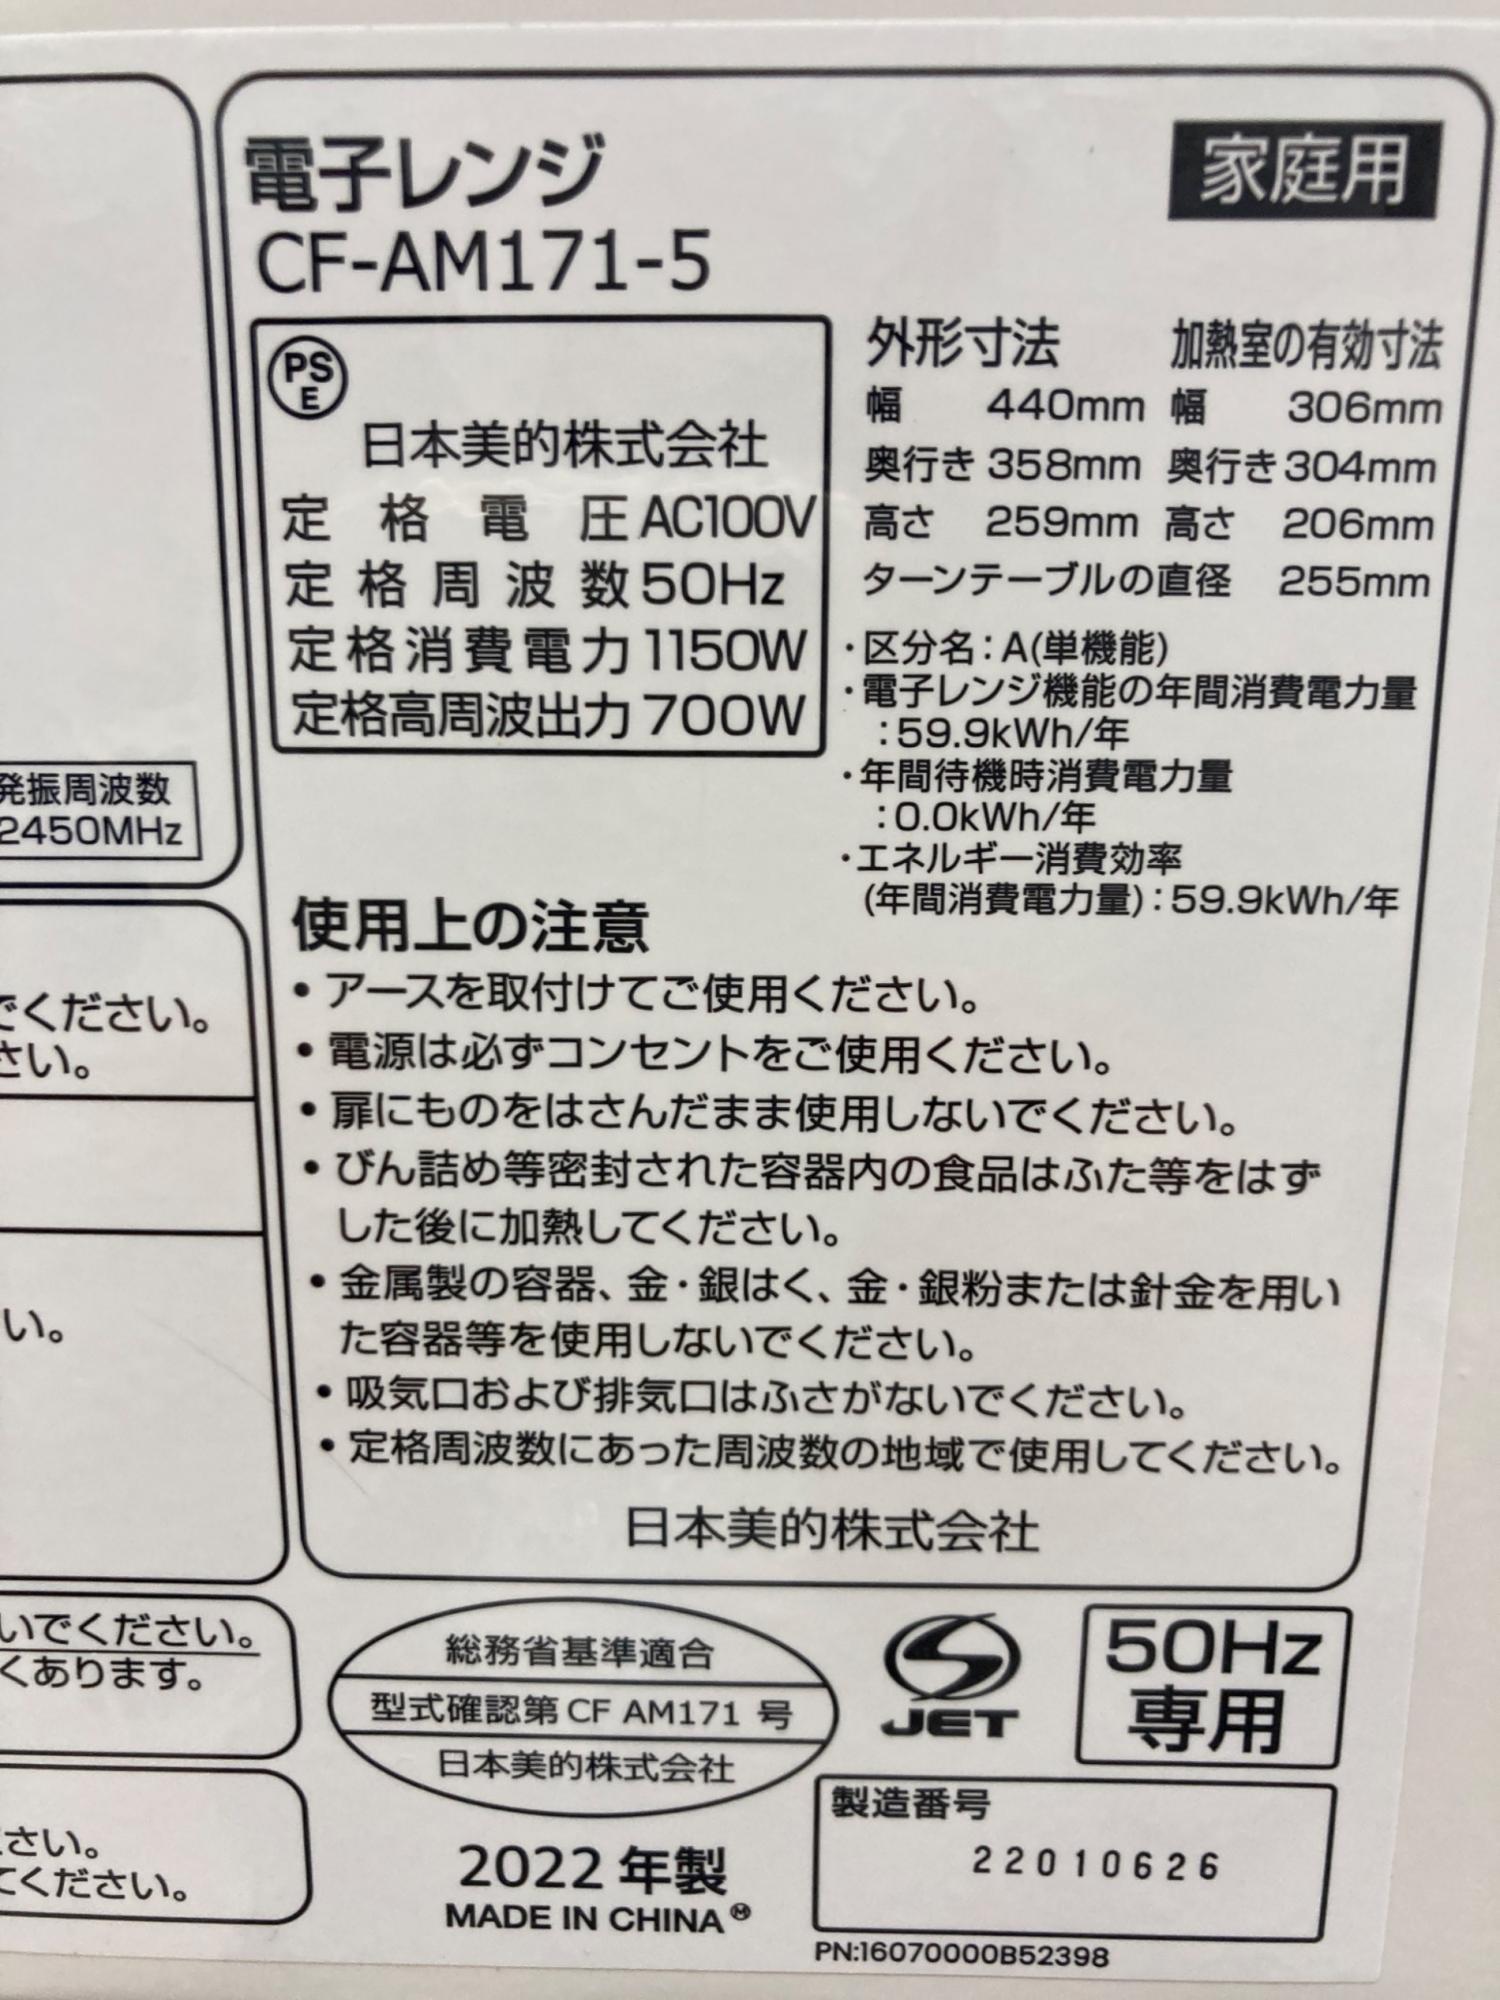 電子レンジ
家庭用
CF-AM171-5
PS
E
日本美的株式会社
定格電圧 AC100V
定格周波数 50Hz
定格消費電力 1150W
定格高周波出力 700W
外形寸法
幅 440mm
奥行き 358mm
高さ 259mm
加熱室の有効寸法
幅 306mm
奥行き 304mm
高さ 206mm
ターンテーブルの直径 255mm
・区分名：A(単機能)
・電子レンジ機能の年間消費電力量
：59.9kWh/年
・年間待機時消費電力量
：0.0kWh/年
・エネルギー消費効率
(年間消費電力量)：59.9kWh/年
発振周波数
2450MHz
使用上の注意
• アースを取付けてご使用ください。
• 電源は必ずコンセントをご使用ください。
• 扉にものをはさんだまま使用しないでください。
• びん詰め等密封された容器内の食品はふた等をはず
した後に加熱してください。
• 金属製の容器、金・銀はく、金・銀粉または針金を用い
た容器等を使用しないでください。
• 吸気口および排気口はふさがないでください。
• 定格周波数にあった周波数の地域で使用してください。
日本美的株式会社
でください。
さい。
い。
いでください。
くあります。
ださい。
てください。
総務省基準適合
型式確認第 CF AM171 号
日本美的株式会社
JET
50Hz
専用
2022 年製
MADE IN CHINA Ⓜ
製造番号
22010626
PN:16070000B52398